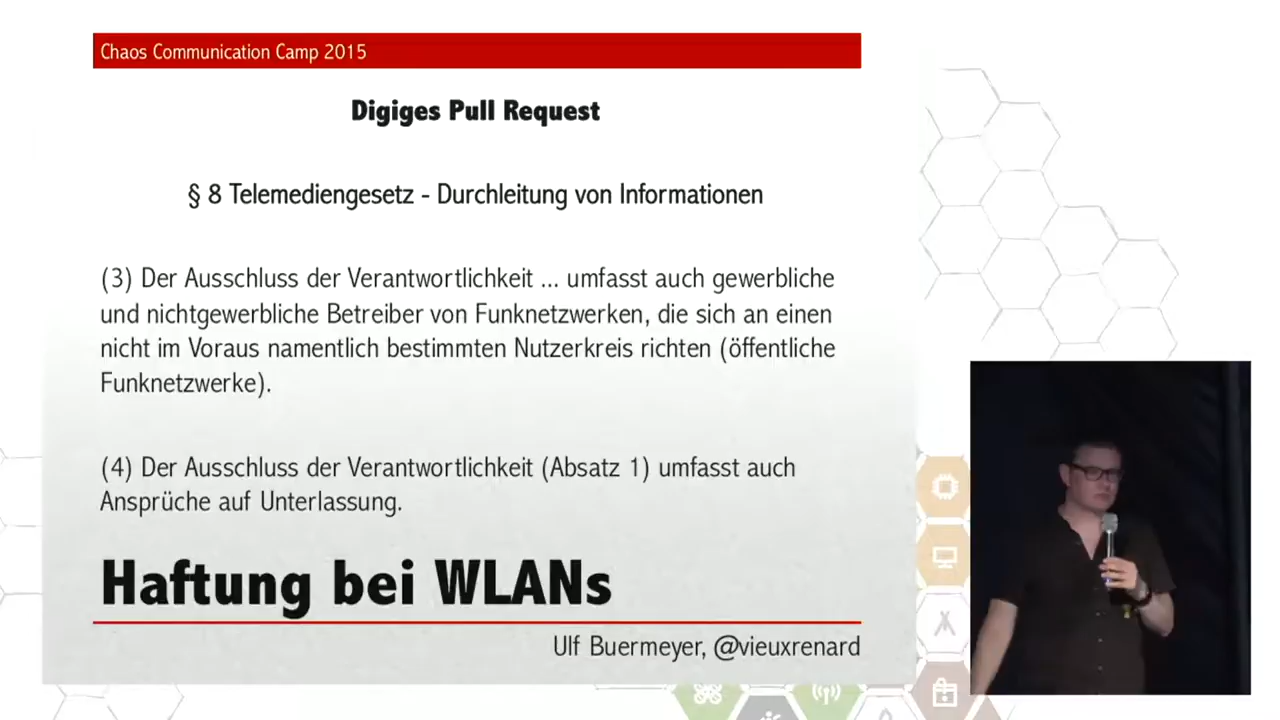 Chaos Communication Camp 2015
Digiges Pull Request
§ 8 Telemediengesetz - Durchleitung von Informationen
(3) Der Ausschluss der Verantwortlichkeit ... umfasst auch gewerbliche
und nichtgewerbliche Betreiber von Funknetzwerken, die sich an einen
nicht im Voraus namentlich bestimmten Nutzerkreis richten (öffentliche
Funknetzwerke).
(4) Der Ausschluss der Verantwortlichkeit (Absatz 1) umfasst auch
Ansprüche auf Unterlassung.
Haftung bei WLANs
Ulf Buermeyer, @vieuxrenard